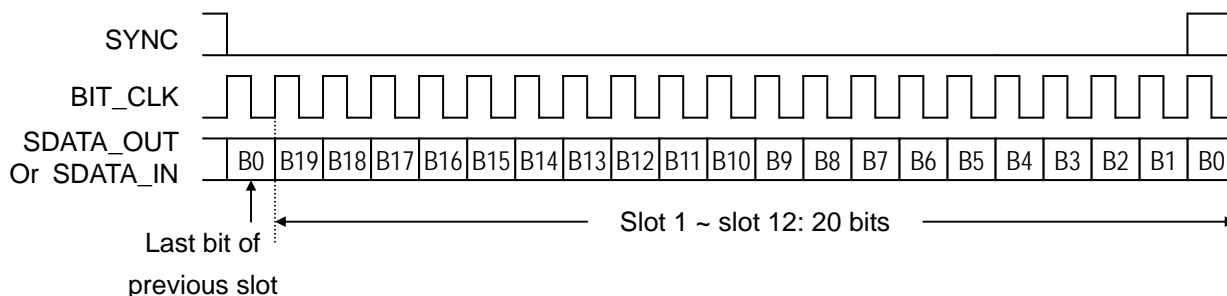 SYNC
BIT_CLK
SDATA_OUT
Or SDATA_IN
B0 B19 B18 B17 B16 B15 B14 B13 B12 B11 B10 B9 B8 B7 B6 B5 B4 B3 B2 B1 B0
Slot 1 ~ slot 12: 20 bits
Last bit of
previous slot